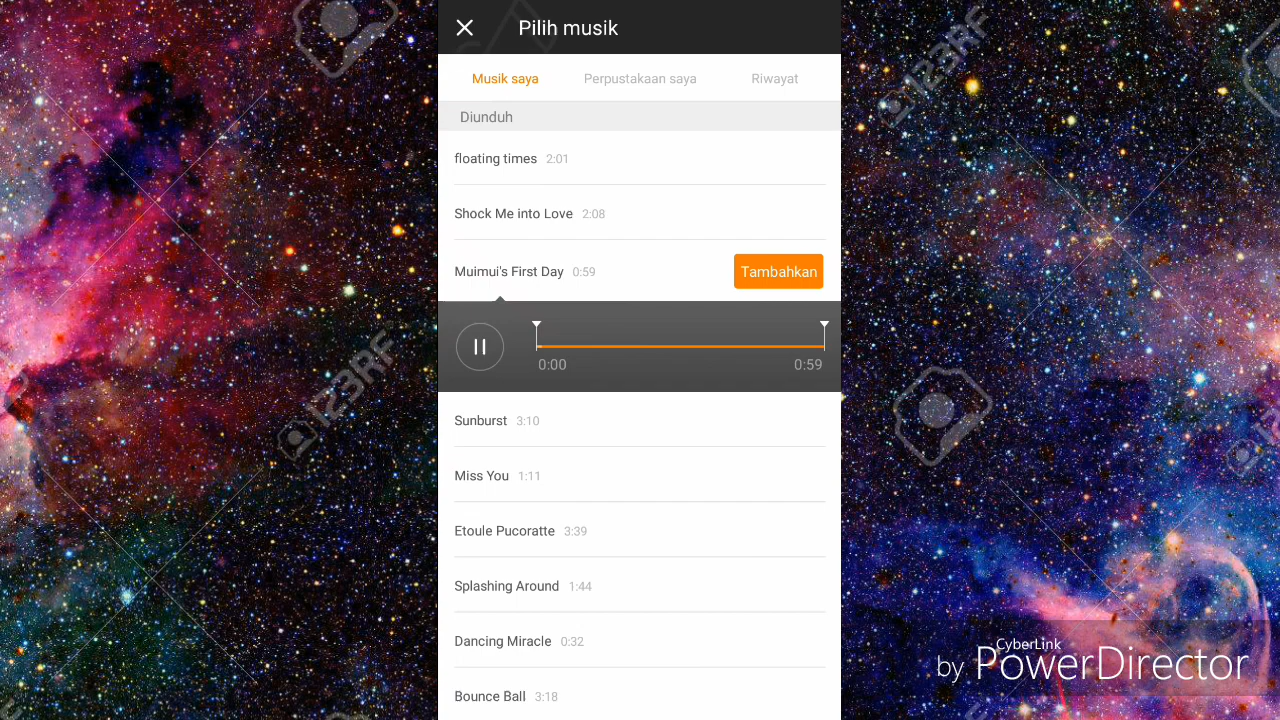 Pilih musik
Musik saya Perpustakaan saya Riwayat
Diunduh
floating times 2:01
Shock Me into Love 2:08
Muimui's First Day 0:59 Tambahkan
0:00 0:59
Sunburst 3:10
Miss You 1:11
Etoule Pucoratte 3:39
Splashing Around 1:44
Dancing Miracle 0:32
Bounce Ball 3:18
123RF
123RF
CyberLink
by PowerDirector